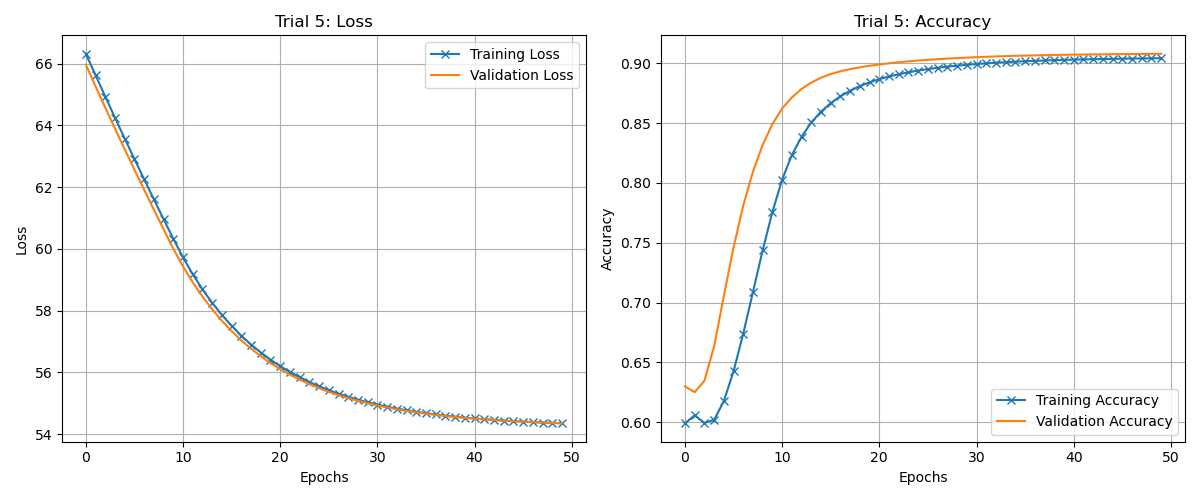 Trial 5: Loss
Training Loss
Validation Loss
66
64
62
60
58
56
54
Loss
0 10 20 30 40 50
Epochs
Trial 5: Accuracy
0.90
0.85
0.80
0.75
0.70
0.65
0.60
Accuracy
Training Accuracy
Validation Accuracy
0 10 20 30 40 50
Epochs